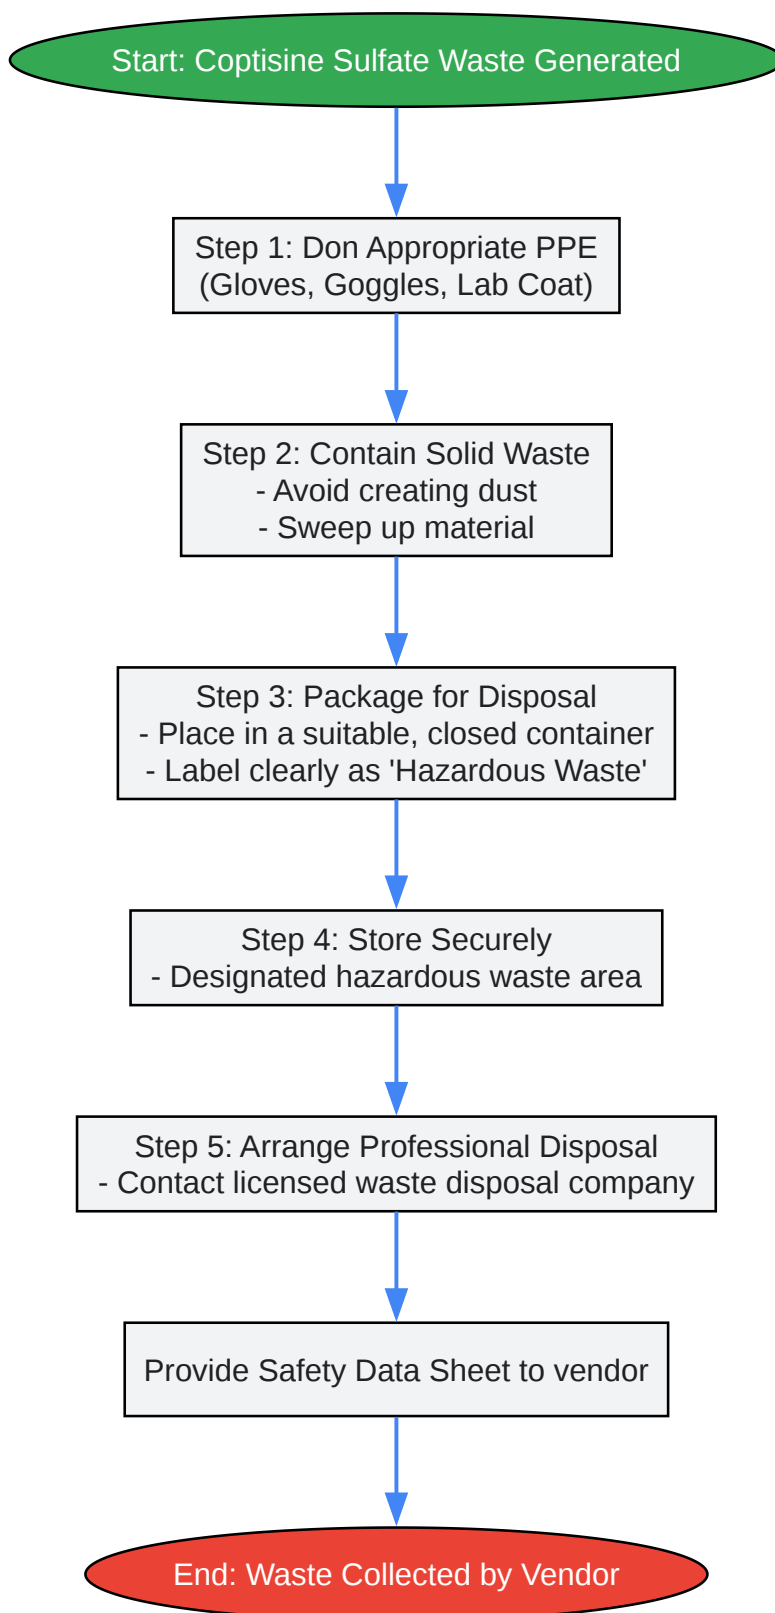 Start: Coptisine Sulfate Waste Generated
Step 1: Don Appropriate PPE
(Gloves, Goggles, Lab Coat)
Step 2: Contain Solid Waste
- Avoid creating dust
- Sweep up material
Step 3: Package for Disposal
- Place in a suitable, closed container
- Label clearly as 'Hazardous Waste'
Step 4: Store Securely
- Designated hazardous waste area
Step 5: Arrange Professional Disposal
- Contact licensed waste disposal company
Provide Safety Data Sheet to vendor
End: Waste Collected by Vendor